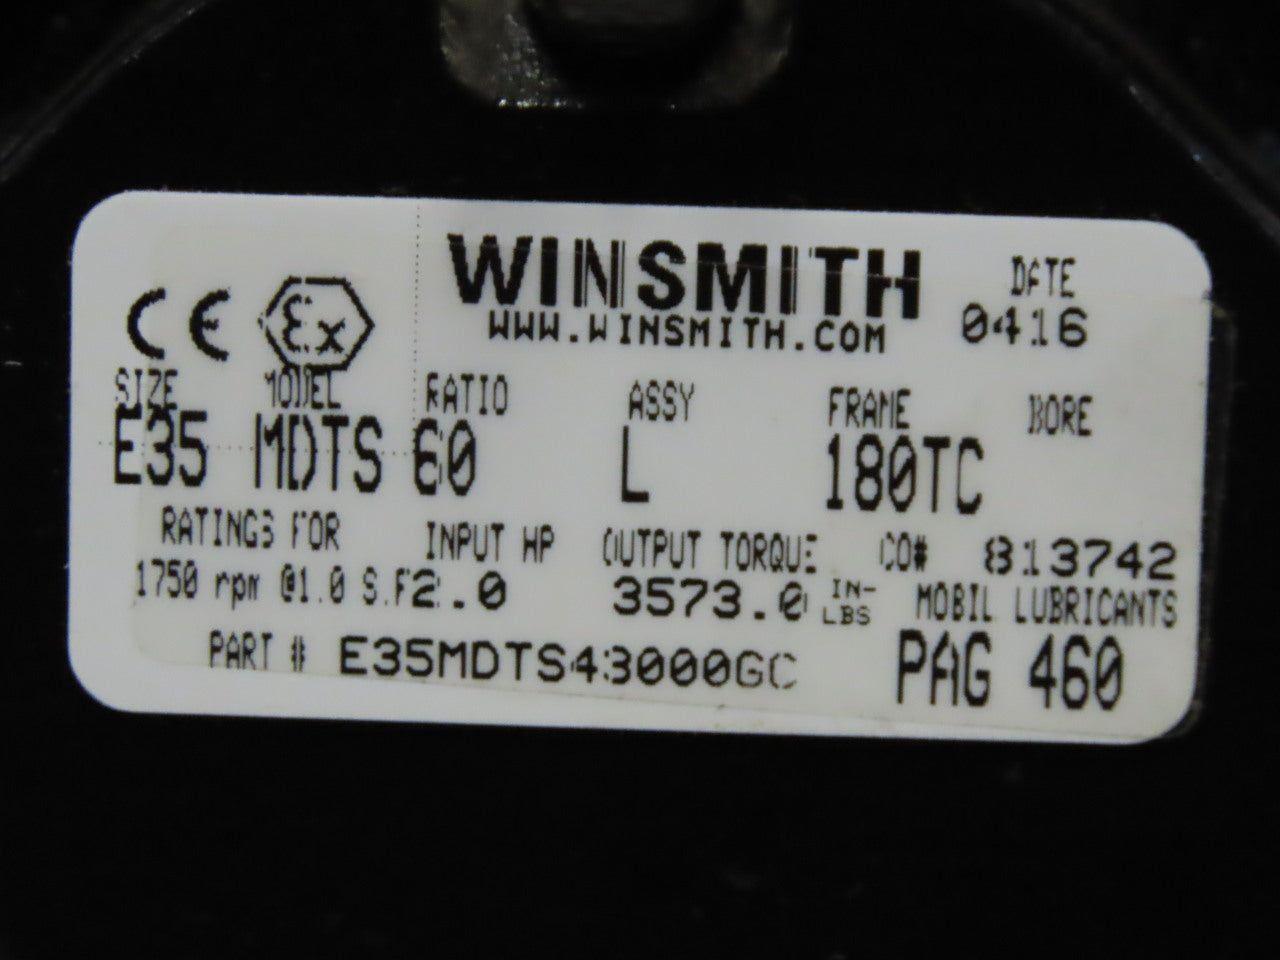 WINSMITH
WWW.WINSMITH.COM
DATE
0416
CE Ex
SIZE MODEL RATIO ASSY FRAME BORE
E35 MDTS 60 L 180TC
RATINGS FOR INPUT HP OUTPUT TORQUE CO# 813742
1750 rpm @1.0 S.F 2.0 3573.0 IN-LBS MOBIL LUBRICANTS
PART # E35MDTS43000GC PAG 460